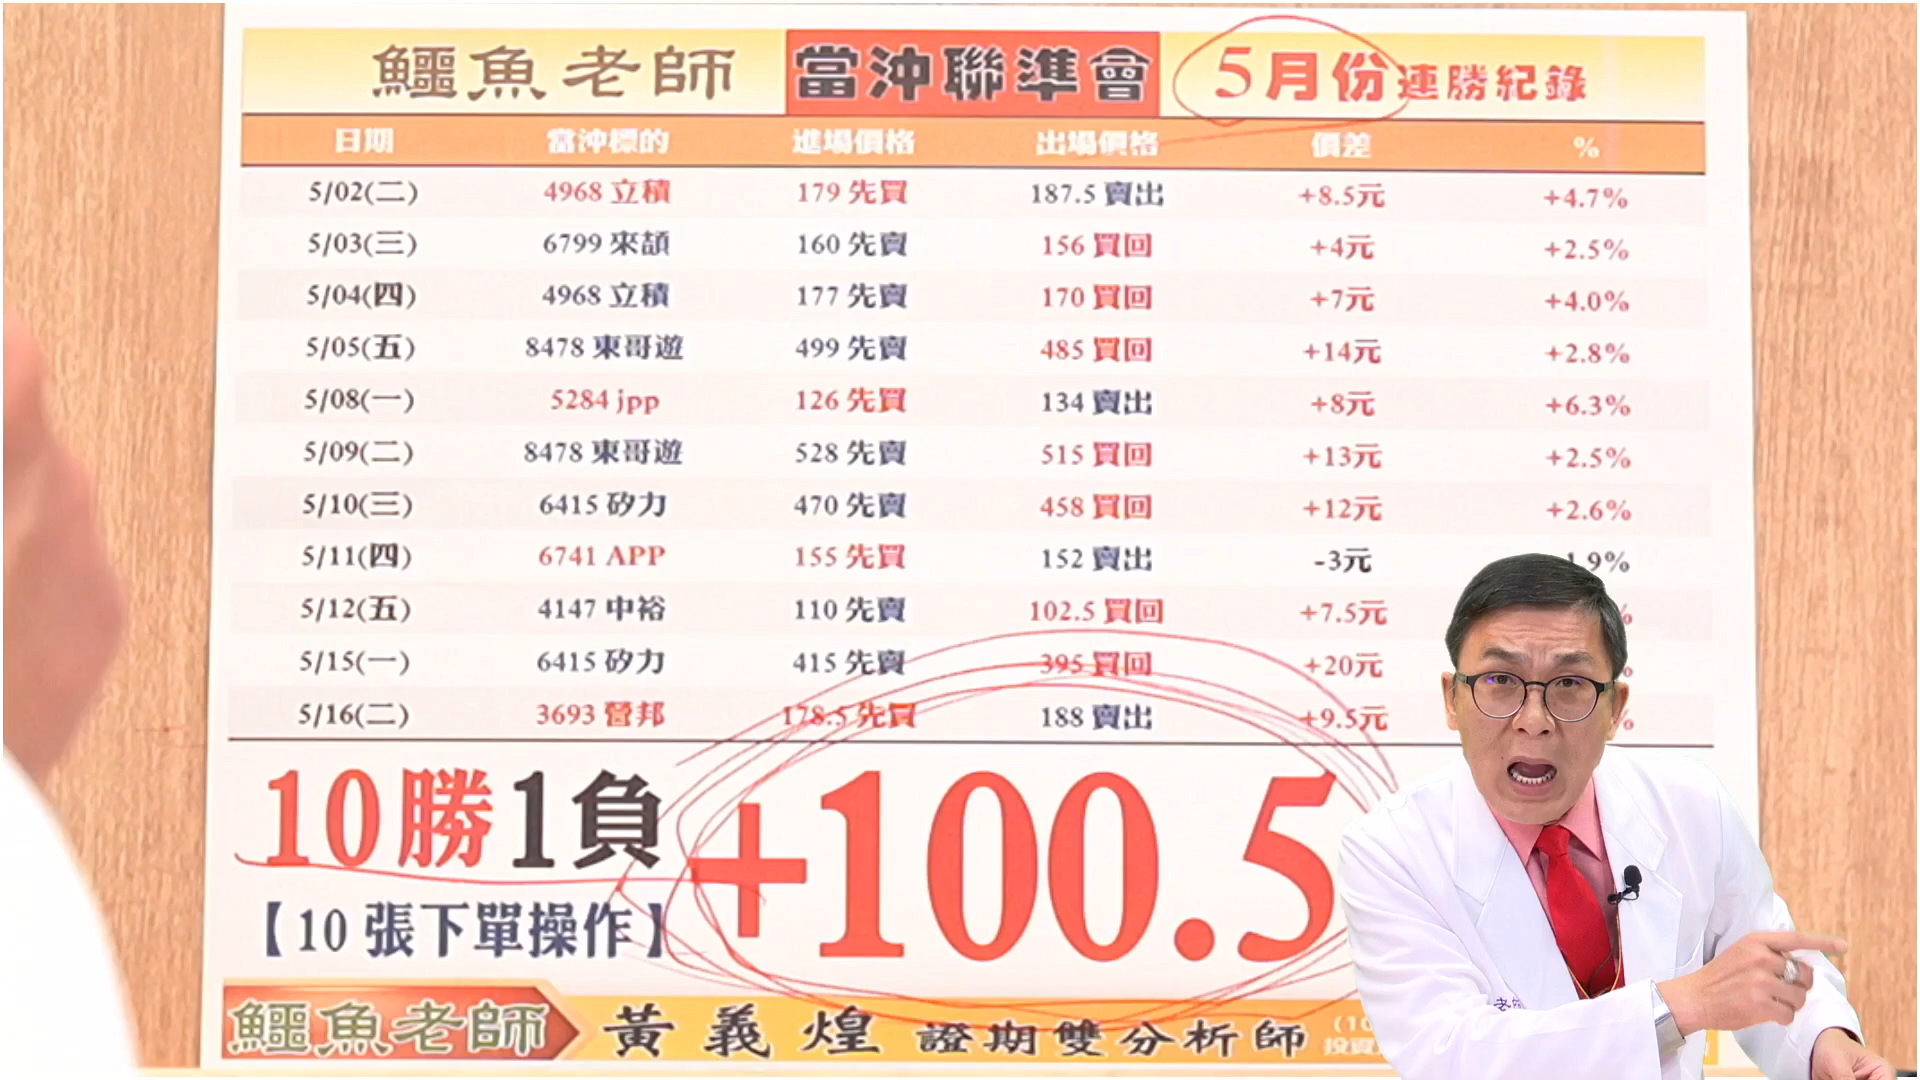 鱷魚老師 當沖聯準會 5月份連勝紀錄
日期 當沖標的 進場價格 出場價格 價差 %
5/02(二) 4968 立積 179 先買 187.5 賣出 +8.5元 +4.7%
5/03(三) 6799 來頡 160 先賣 156 買回 +4元 +2.5%
5/04(四) 4968 立積 177 先賣 170 買回 +7元 +4.0%
5/05(五) 8478 東哥遊 499 先賣 485 買回 +14元 +2.8%
5/08(一) 5284 jpp 126 先買 134 賣出 +8元 +6.3%
5/09(二) 8478 東哥遊 528 先賣 515 買回 +13元 +2.5%
5/10(三) 6415 矽力 470 先賣 458 買回 +12元 +2.6%
5/11(四) 6741 APP 155 先買 152 賣出 -3元 1.9%
5/12(五) 4147 中裕 110 先賣 102.5 買回 +7.5元
5/15(一) 6415 矽力 415 先賣 395 買回 +20元
5/16(二) 3693 營邦 178.5 先買 188 賣出 +9.5元
10勝1負 +100.5
【10 張下單操作】
鱷魚老師 黃義煌 證期雙分析師